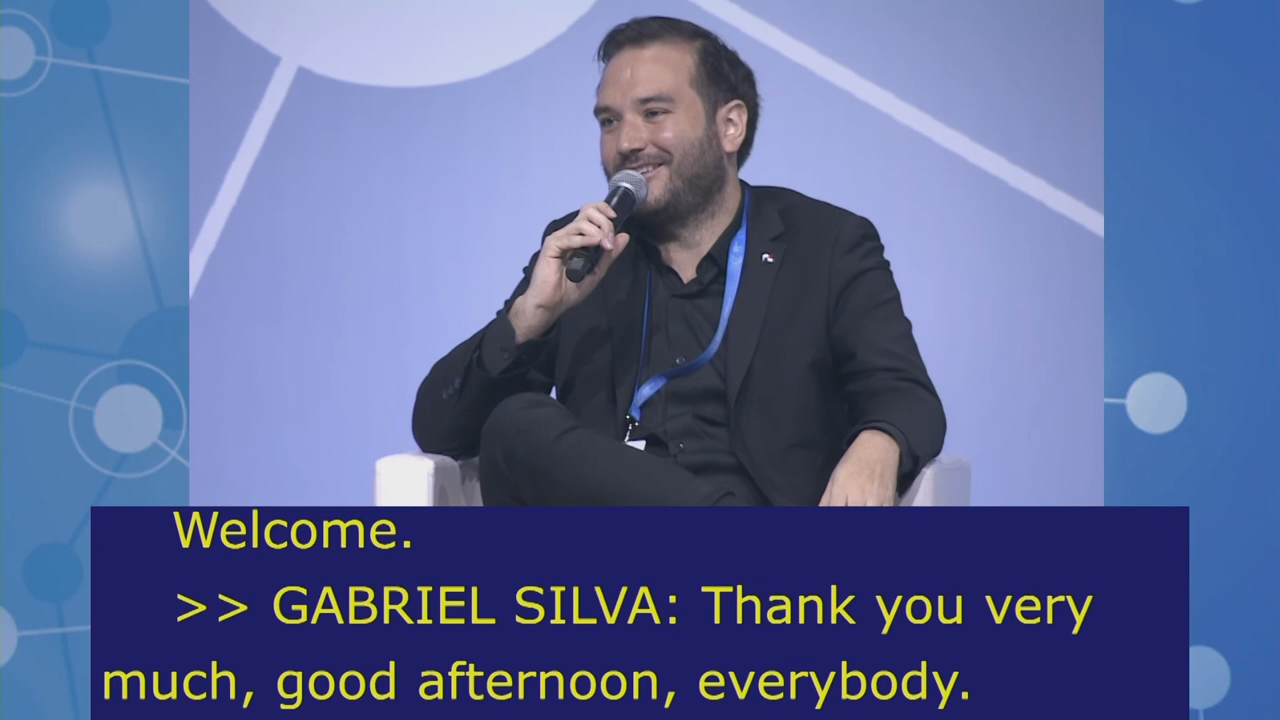 Welcome.
>> GABRIEL SILVA: Thank you very
much, good afternoon, everybody.